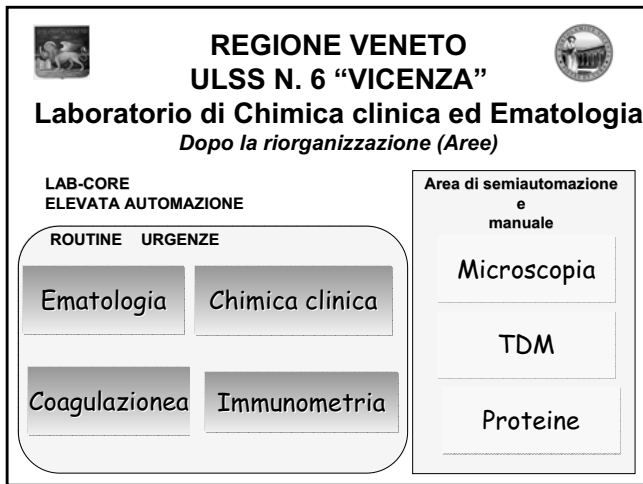 REGIONE VENETO
ULSS N. 6 “VICENZA”
Laboratorio di Chimica clinica ed Ematologia
Dopo la riorganizzazione (Aree)
LAB-CORE
ELEVATA AUTOMAZIONE
ROUTINE URGENZE
Ematologia
Chimica clinica
Coagulazionea
Immunometria
Area di semiautomazione
e
manuale
Microscopia
TDM
Proteine